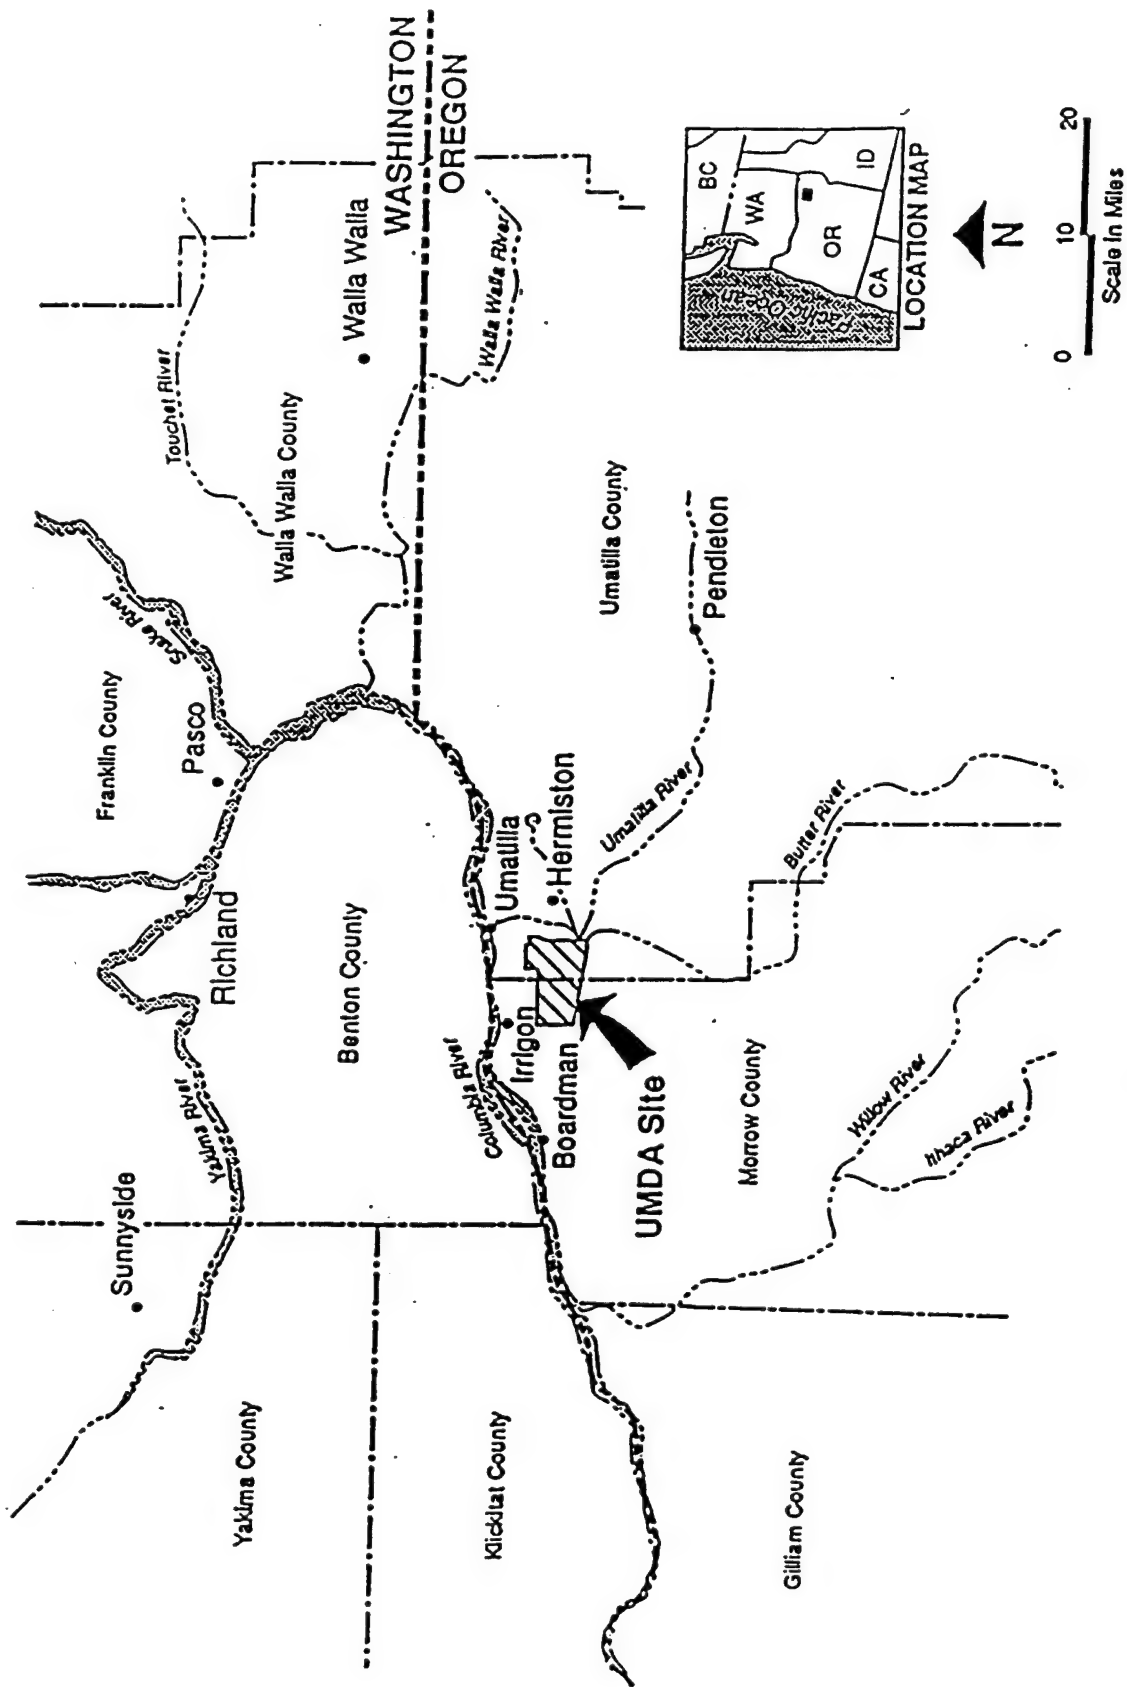 WASHINGTON
OREGON
Touchet River
Walla Walla
Walla Walla River
Walla Walla County
Snake River
Franklin County
Pasco
Umatilla County
Pendleton
Richland
Benton County
Umatilla
Hermiston
Umatilla River
Butter River
Sunnyside
Yakima River
Columbia River
Irrigon
Boardman
UMDA Site
Morrow County
Willow River
Ithaca River
Yakima County
Klickitat County
Gilliam County
BC
WA
ID
OR
CA
Pacific Ocean
LOCATION MAP
N
0 10 20
Scale in Miles